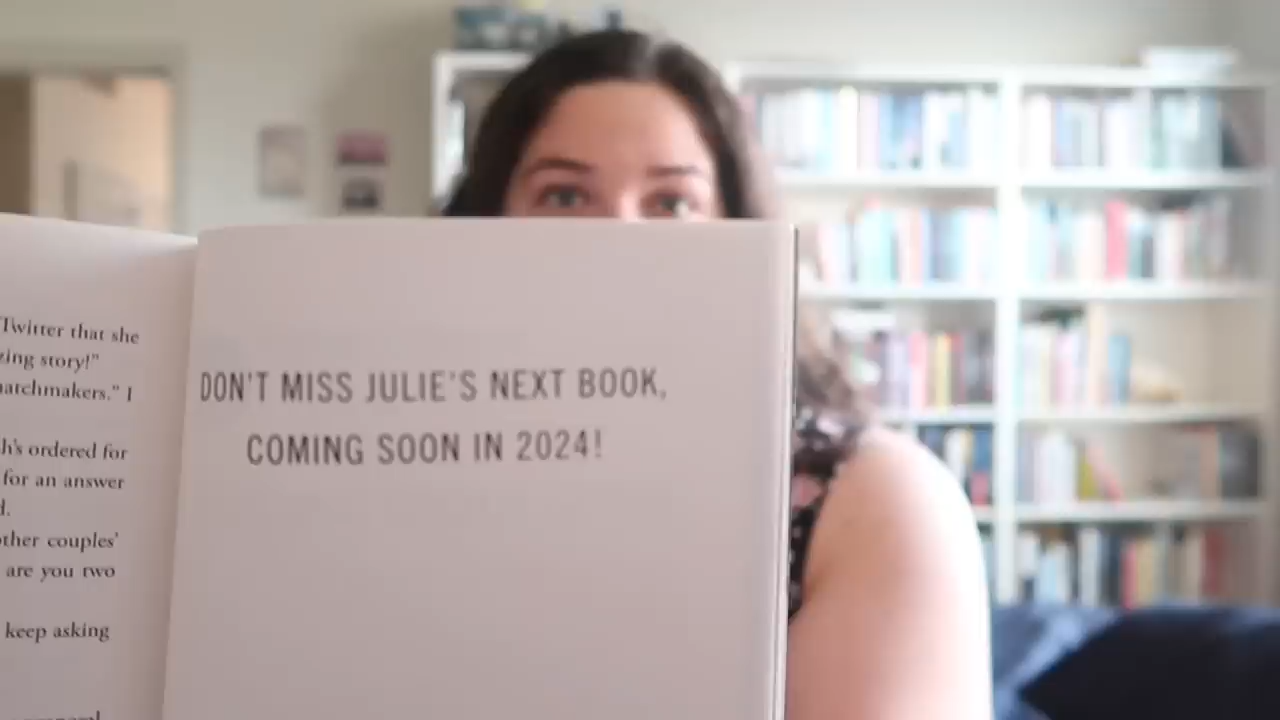 Twitter that she
zing story!"
natchmakers." I
h's ordered for
for an answer
d.
ther couples'
are you two
keep asking
DON'T MISS JULIE'S NEXT BOOK,
COMING SOON IN 2024!